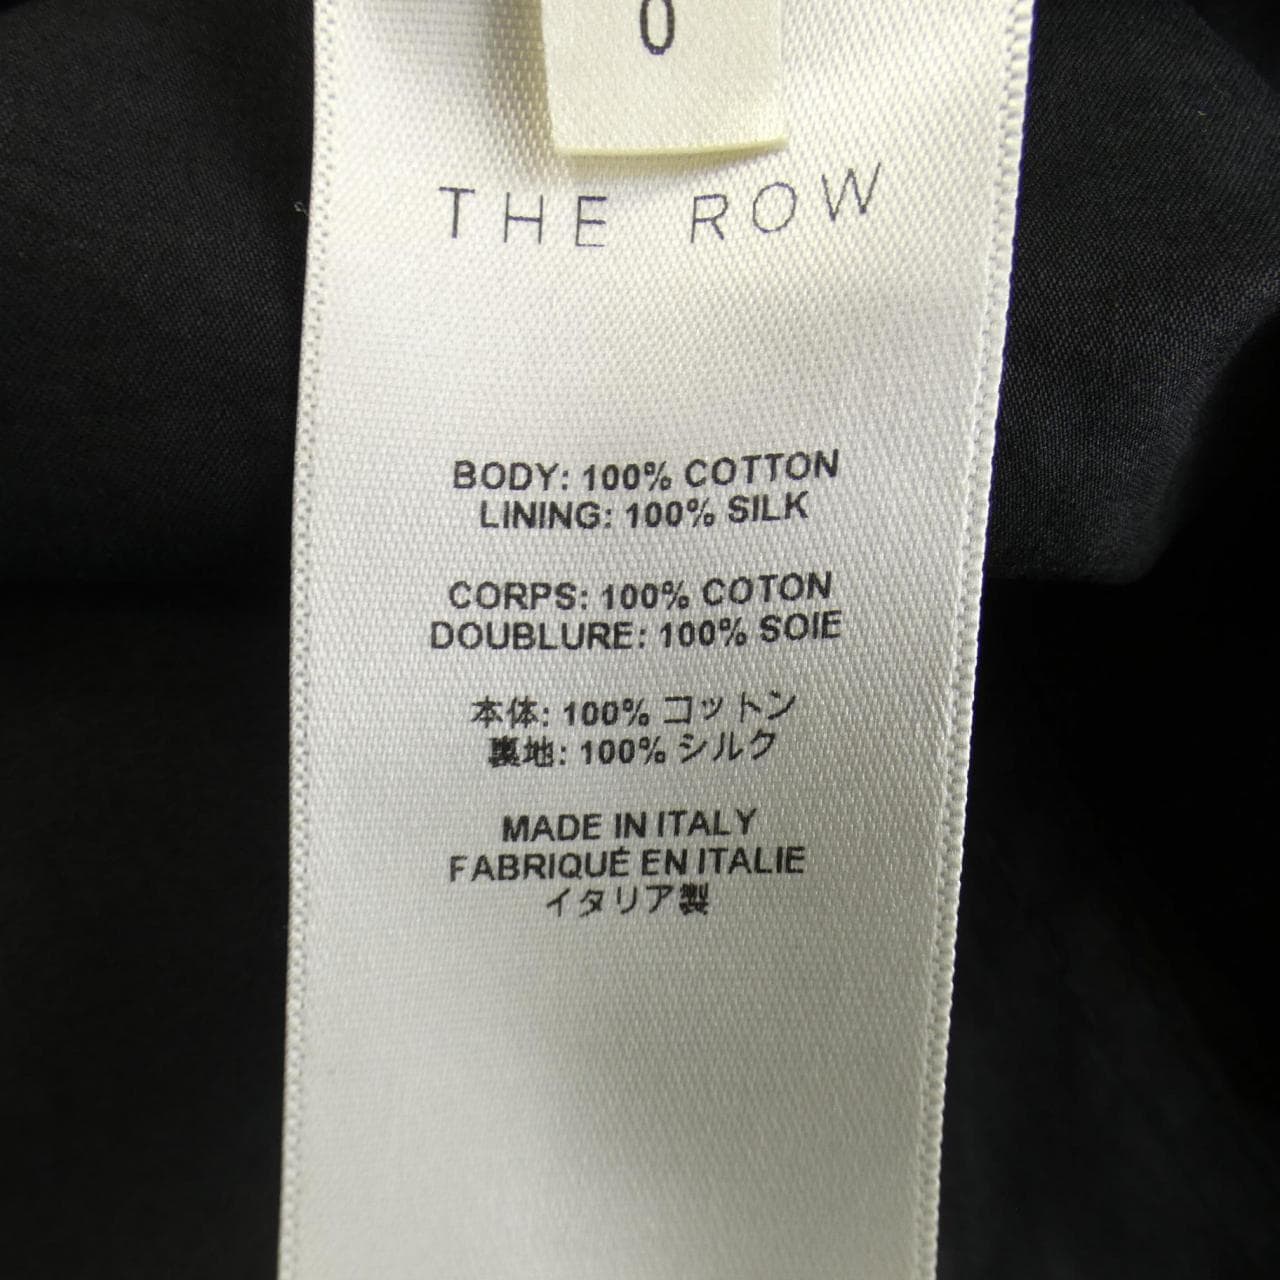 0
THE ROW
BODY: 100% COTTON
LINING: 100% SILK
CORPS: 100% COTON
DOUBLURE: 100% SOIE
本体: 100% コットン
裏地: 100% シルク
MADE IN ITALY
FABRIQUÉ EN ITALIE
イタリア製